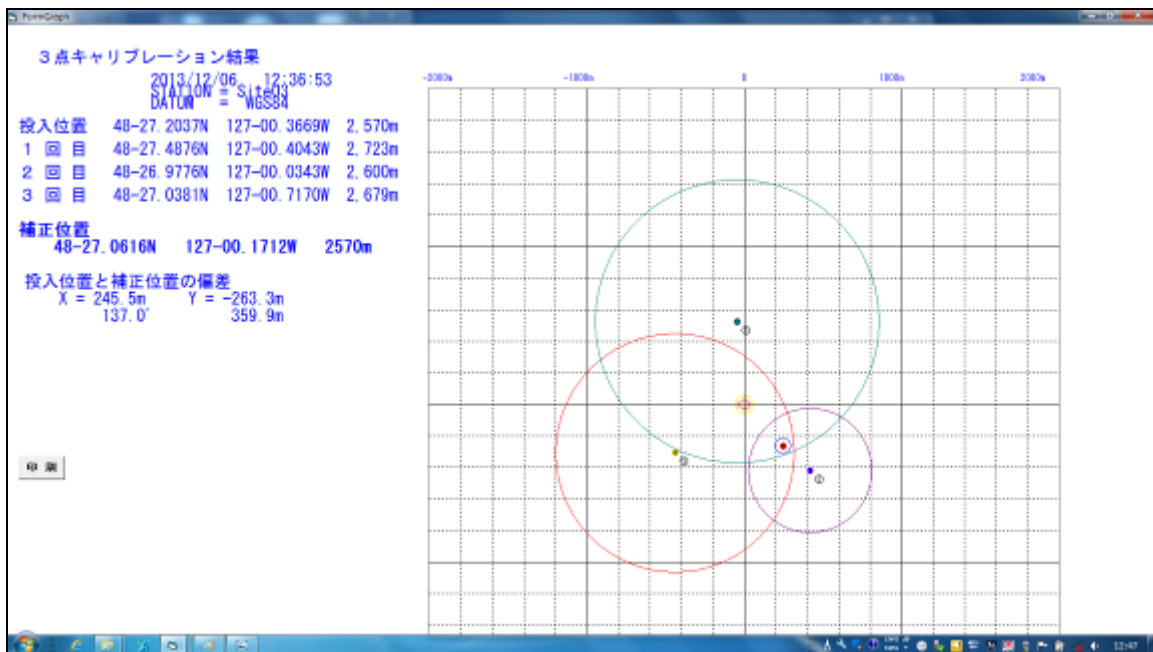 FormGraph
3点キャリブレーション結果
2013/12/06 12:36:53
STATION = Site03
DATUM = WGS84
投入位置 48-27.2037N 127-00.3669W 2,570m
1 回 目 48-27.4876N 127-00.4043W 2,723m
2 回 目 48-26.9776N 127-00.0343W 2,600m
3 回 目 48-27.0381N 127-00.7170W 2,679m
補正位置
48-27.0616N 127-00.1712W 2570m
投入位置と補正位置の偏差
X = 245.5m Y = -263.3m
137.0° 359.9m
印 刷
-2000m -1000m 0 1000m 2000m
12:47